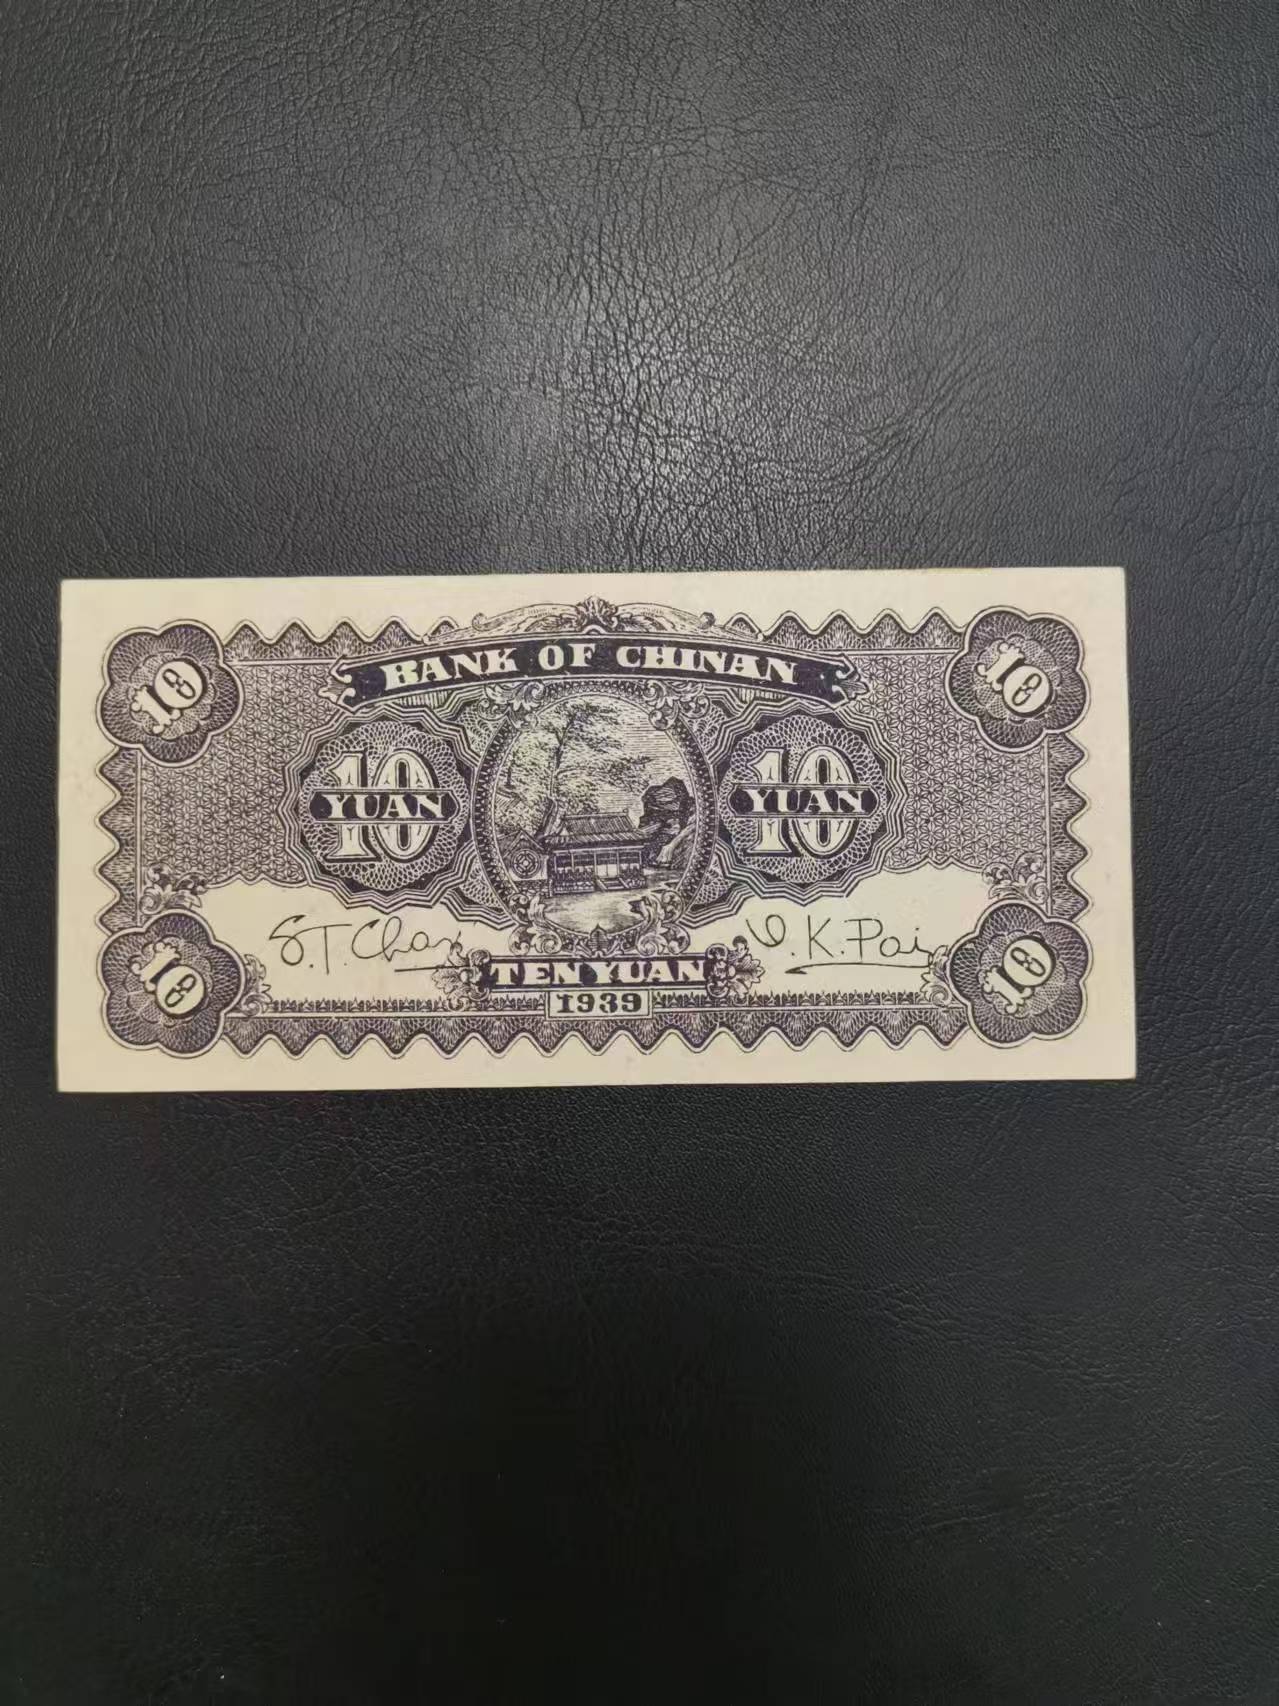 10 BANK OF CHINAN 10
10 YUAN 10 YUAN
S.T. Chao V.K. Pai
10 TEN YUAN 10
1939